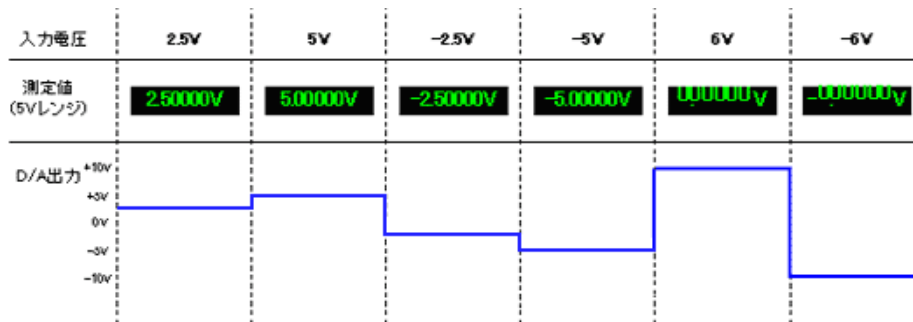 入力電圧 2.5V 5V −2.5V −5V 6V −6V
測定値
(5Vレンジ) 2.50000V 5.00000V −2.50000V −5.00000V
D/A出力 +10V
+5V
0V
−5V
−10V